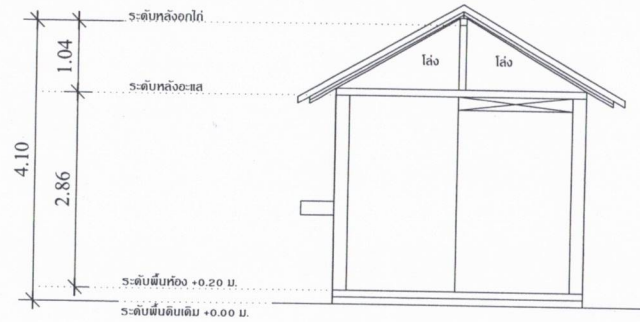 ระดับหลังอกไก่
1.04
โล่ง
โล่ง
ระดับหลังอะเส
4.10
2.86
ระดับพื้นห้อง +0.20 ม.
ระดับพื้นดินเดิม +0.00 ม.